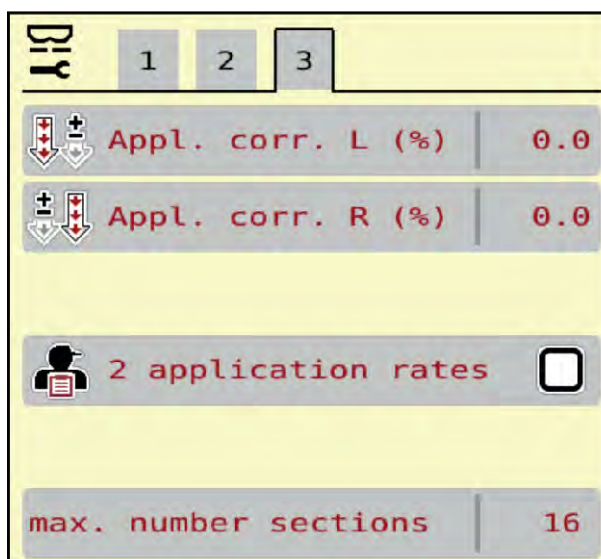 1 2 3
Appl. corr. L (%) 0.0
Appl. corr. R (%) 0.0
2 application rates
max. number sections 16